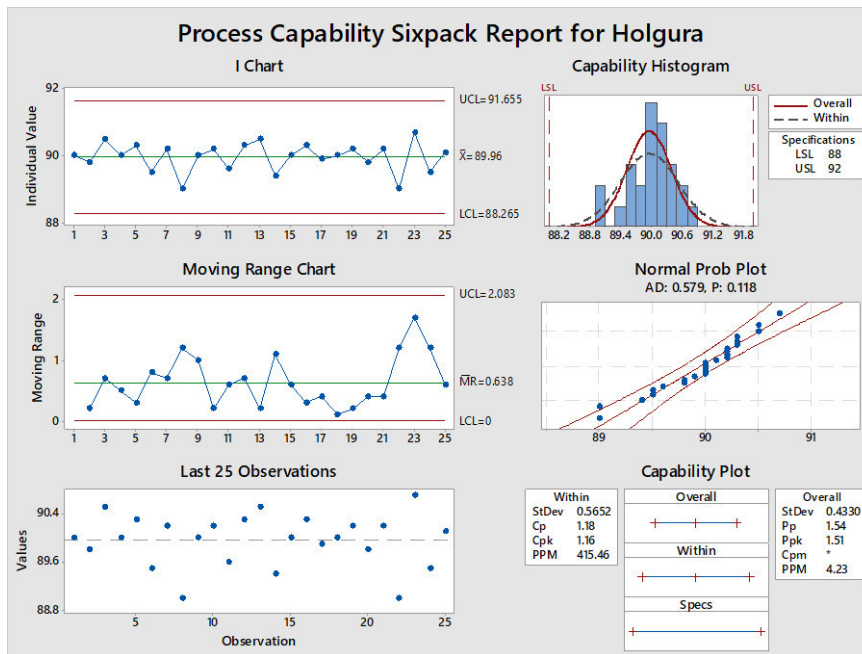 Process Capability Sixpack Report for Holgura
I Chart
Individual Value
92
90
88
UCL=91.655
X̄=89.96
LCL=88.265
1 3 5 7 9 11 13 15 17 19 21 23 25
Capability Histogram
LSL USL
Overall
Within
Specifications
LSL 88
USL 92
88.2 88.8 89.4 90.0 90.6 91.2 91.8
Moving Range Chart
Moving Range
2
1
0
UCL=2.083
M̅R̅=0.638
LCL=0
1 3 5 7 9 11 13 15 17 19 21 23 25
Normal Prob Plot
AD: 0.579, P: 0.118
89 90 91
Last 25 Observations
Values
90.4
89.6
88.8
5 10 15 20 25
Observation
Capability Plot
Within
StDev 0.5652
Cp 1.18
Cpk 1.16
PPM 415.46
Overall
Within
Specs
Overall
StDev 0.4330
Pp 1.54
Ppk 1.51
Cpm *
PPM 4.23